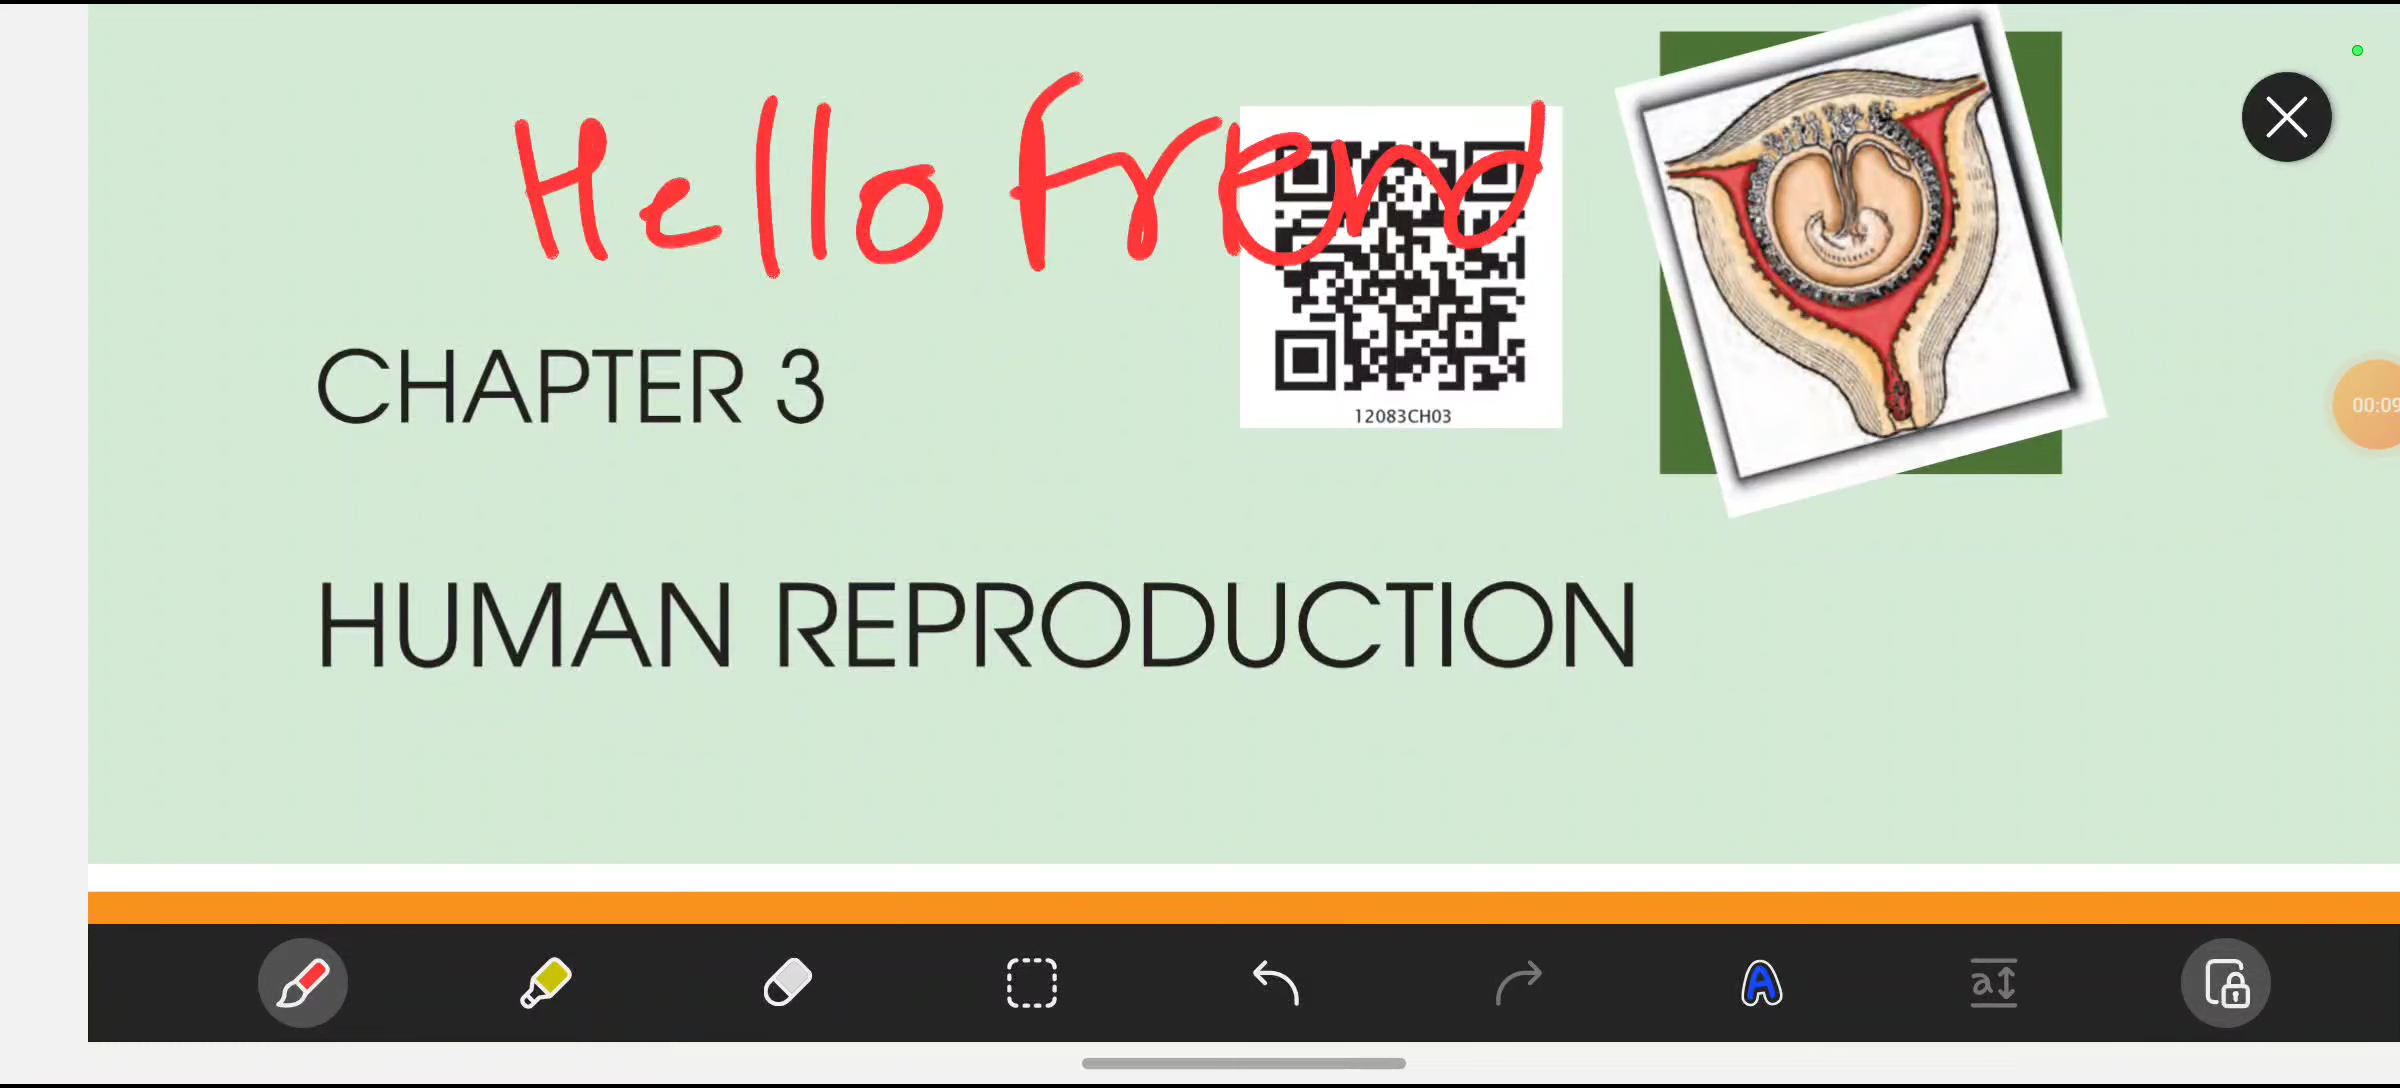 Hello frend
CHAPTER 3
12083CH03
HUMAN REPRODUCTION
00:09
A
a